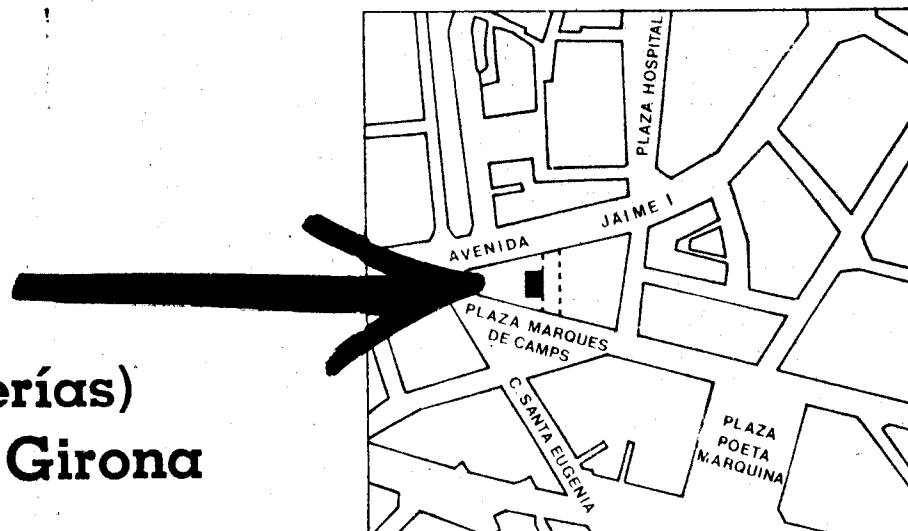 PLAZA HOSPITAL
AVENIDA JAIME I
PLAZA MARQUES
DE CAMPS
C. SANTA EUGENIA
PLAZA
POETA
MARQUINA
erías)
Girona